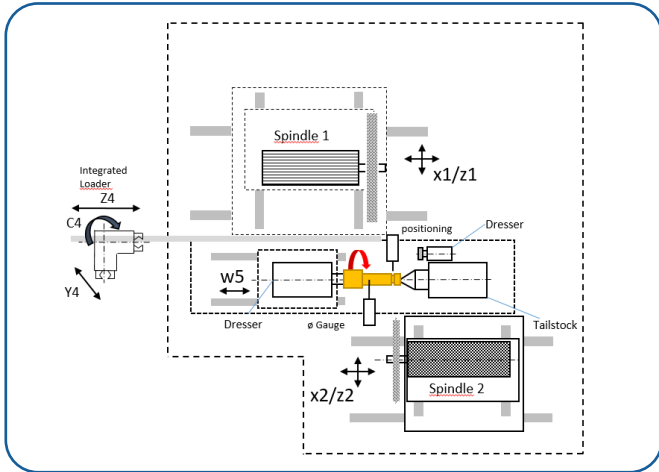 Spindle 1
x1/z1
Integrated
Loader
Z4
C4
Y4
positioning
Dresser
w5
Dresser
ø Gauge
Tailstock
x2/z2
Spindle 2